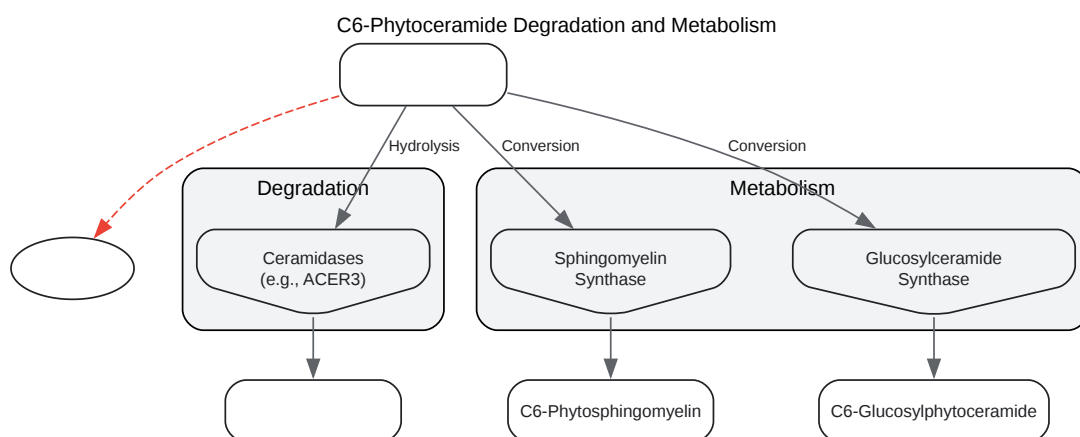 C6-Phytoceramide Degradation and Metabolism
Hydrolysis
Conversion
Conversion
Degradation
Metabolism
Ceramidases
(e.g., ACER3)
Sphingomyelin
Synthase
Glucosylceramide
Synthase
C6-Phytosphingomyelin
C6-Glucosylphytoceramide